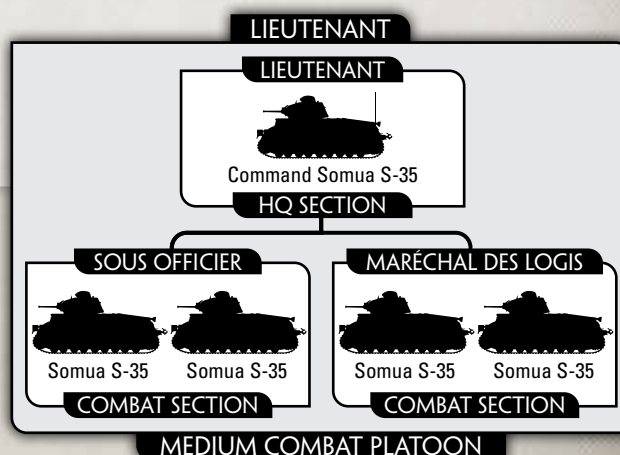 LIEUTENANT
LIEUTENANT
Command Somua S-35
HQ SECTION
SOUS OFFICIER
MARÉCHAL DES LOGIS
Somua S-35 Somua S-35
Somua S-35 Somua S-35
COMBAT SECTION
COMBAT SECTION
MEDIUM COMBAT PLATOON